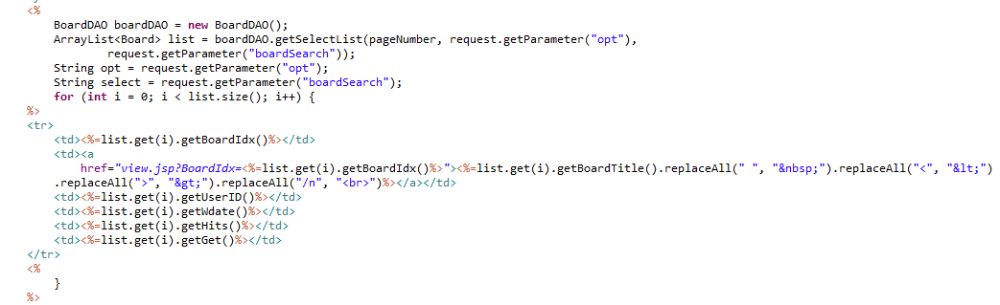 <%
BoardDAO boardDAO = new BoardDAO();
ArrayList<Board> list = boardDAO.getSelectList(pageNumber, request.getParameter("opt"),
request.getParameter("boardSearch"));
String opt = request.getParameter("opt");
String select = request.getParameter("boardSearch");
for (int i = 0; i < list.size(); i++) {
%>
<tr>
<td><%=list.get(i).getBoardIdx()%></td>
<td><a
href="view.jsp?BoardIdx=<%=list.get(i).getBoardIdx()%>"><%=list.get(i).getBoardTitle().replaceAll(" ", "&nbsp;").replaceAll("<", "&lt;")
.replaceAll(">", "&gt;").replaceAll("/n", "<br>")%></a></td>
<td><%=list.get(i).getUserID()%></td>
<td><%=list.get(i).getWdate()%></td>
<td><%=list.get(i).getHits()%></td>
<td><%=list.get(i).getGet()%></td>
</tr>
<%
}
%>